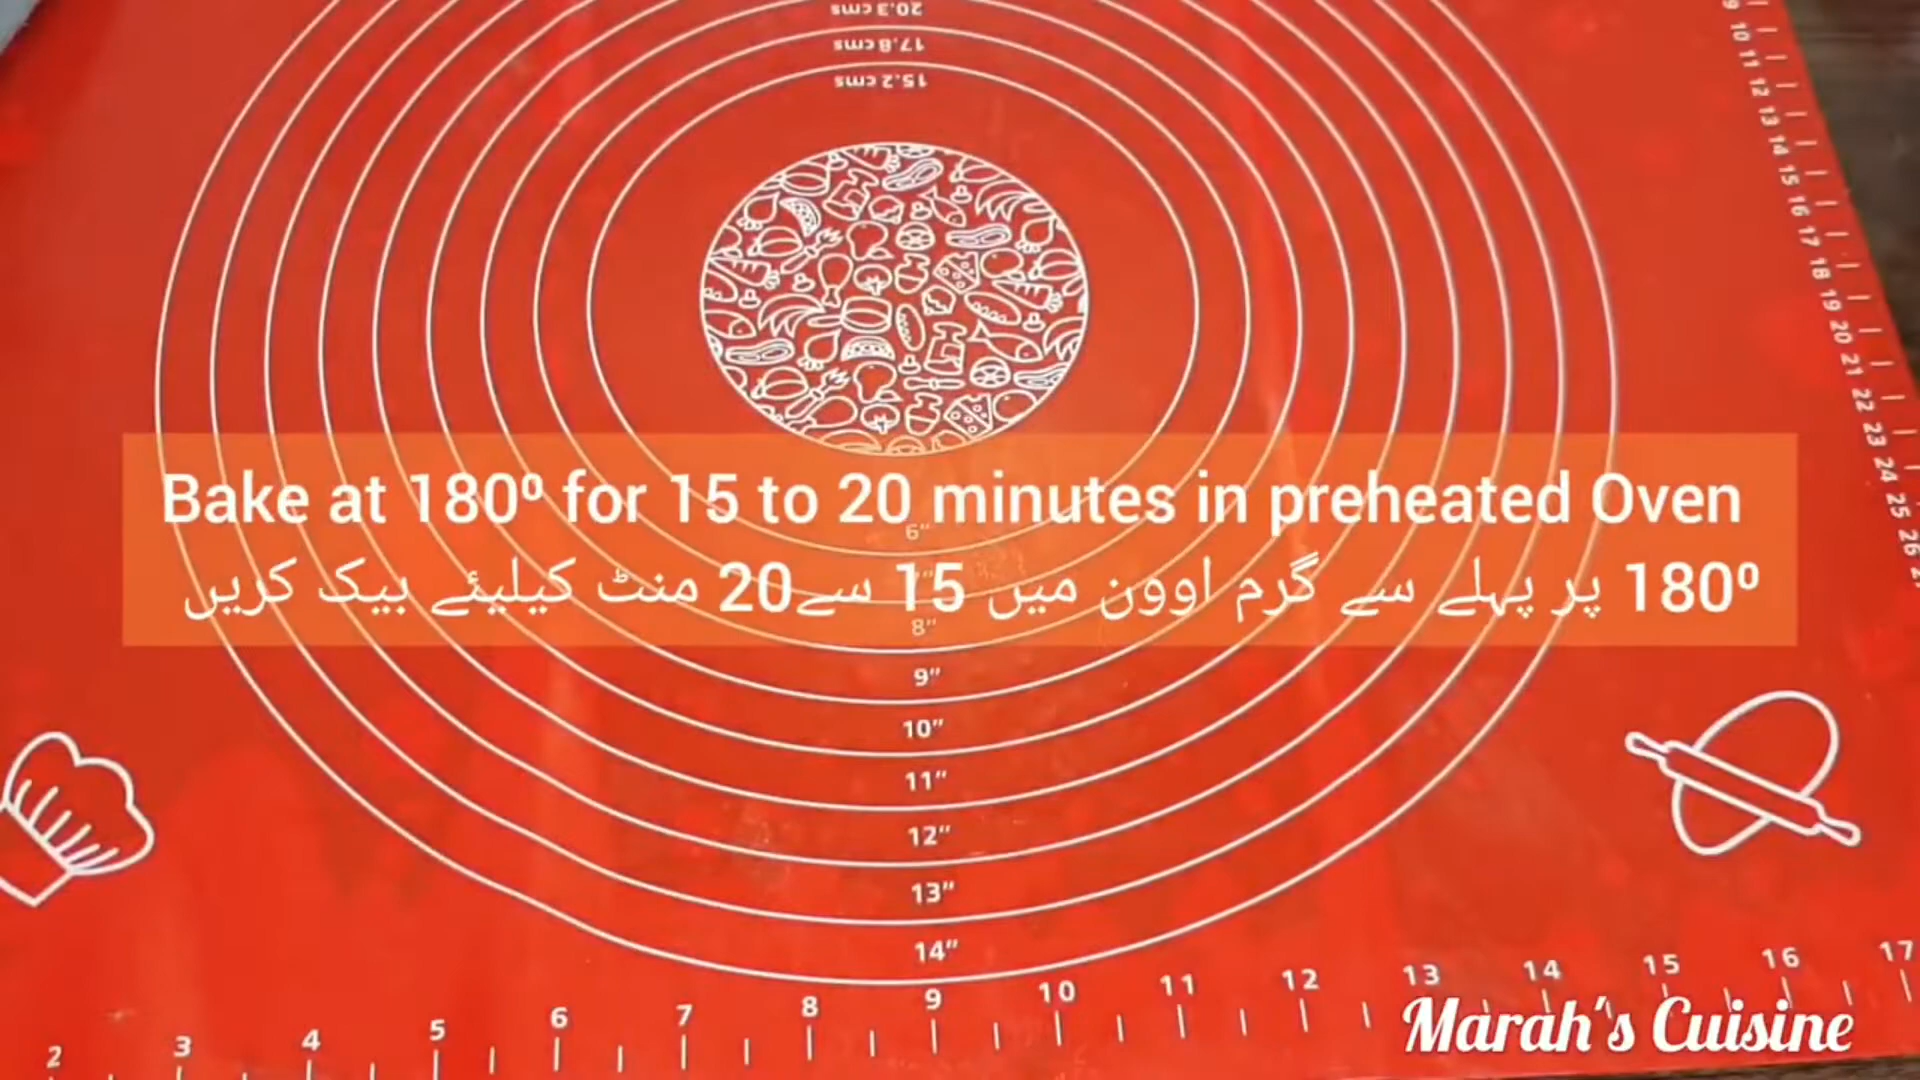 20.3 cms
17.8 cms
15.2 cms
Bake at 180⁰ for 15 to 20 minutes in preheated Oven
6"
180⁰ پر پہلے سے گرم اوون میں 15 سے20 منٹ کیلیئے بیک کریں
8"
9"
10"
11"
12"
13"
14"
2 3 4 5 6 7 8 9 10 11 12 13 14 15 16 17
9 10 11 12 13 14 15 16 17 18 19 20 21 22 23 24 25 26
Marah's Cuisine